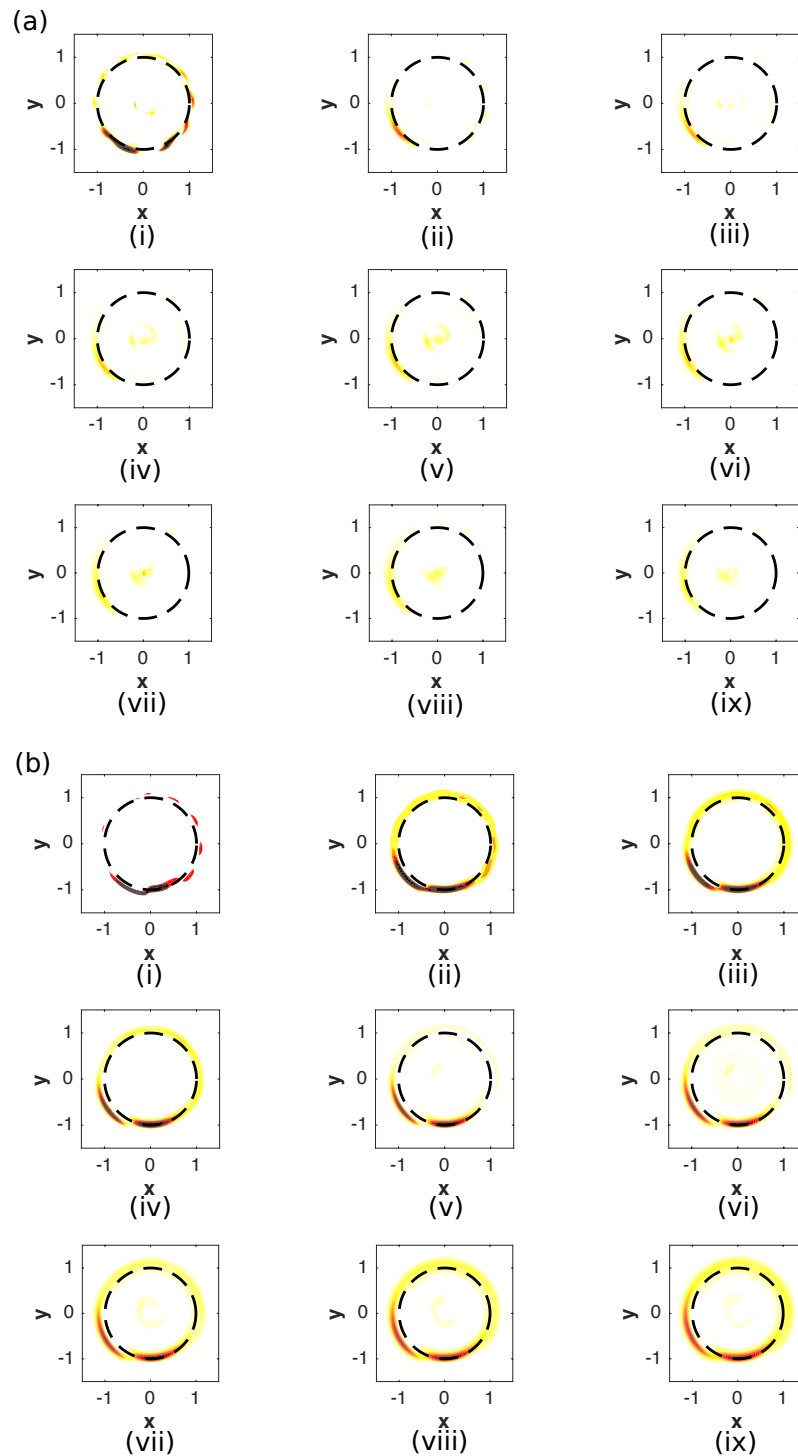 (a)
y 1 0 -1 y 1 0 -1 y 1 0 -1
-1 0 1 -1 0 1 -1 0 1
x x x
(i) (ii) (iii)
y 1 0 -1 y 1 0 -1 y 1 0 -1
-1 0 1 -1 0 1 -1 0 1
x x x
(iv) (v) (vi)
y 1 0 -1 y 1 0 -1 y 1 0 -1
-1 0 1 -1 0 1 -1 0 1
x x x
(vii) (viii) (ix)
(b)
y 1 0 -1 y 1 0 -1 y 1 0 -1
-1 0 1 -1 0 1 -1 0 1
x x x
(i) (ii) (iii)
y 1 0 -1 y 1 0 -1 y 1 0 -1
-1 0 1 -1 0 1 -1 0 1
x x x
(iv) (v) (vi)
y 1 0 -1 y 1 0 -1 y 1 0 -1
-1 0 1 -1 0 1 -1 0 1
x x x
(vii) (viii) (ix)